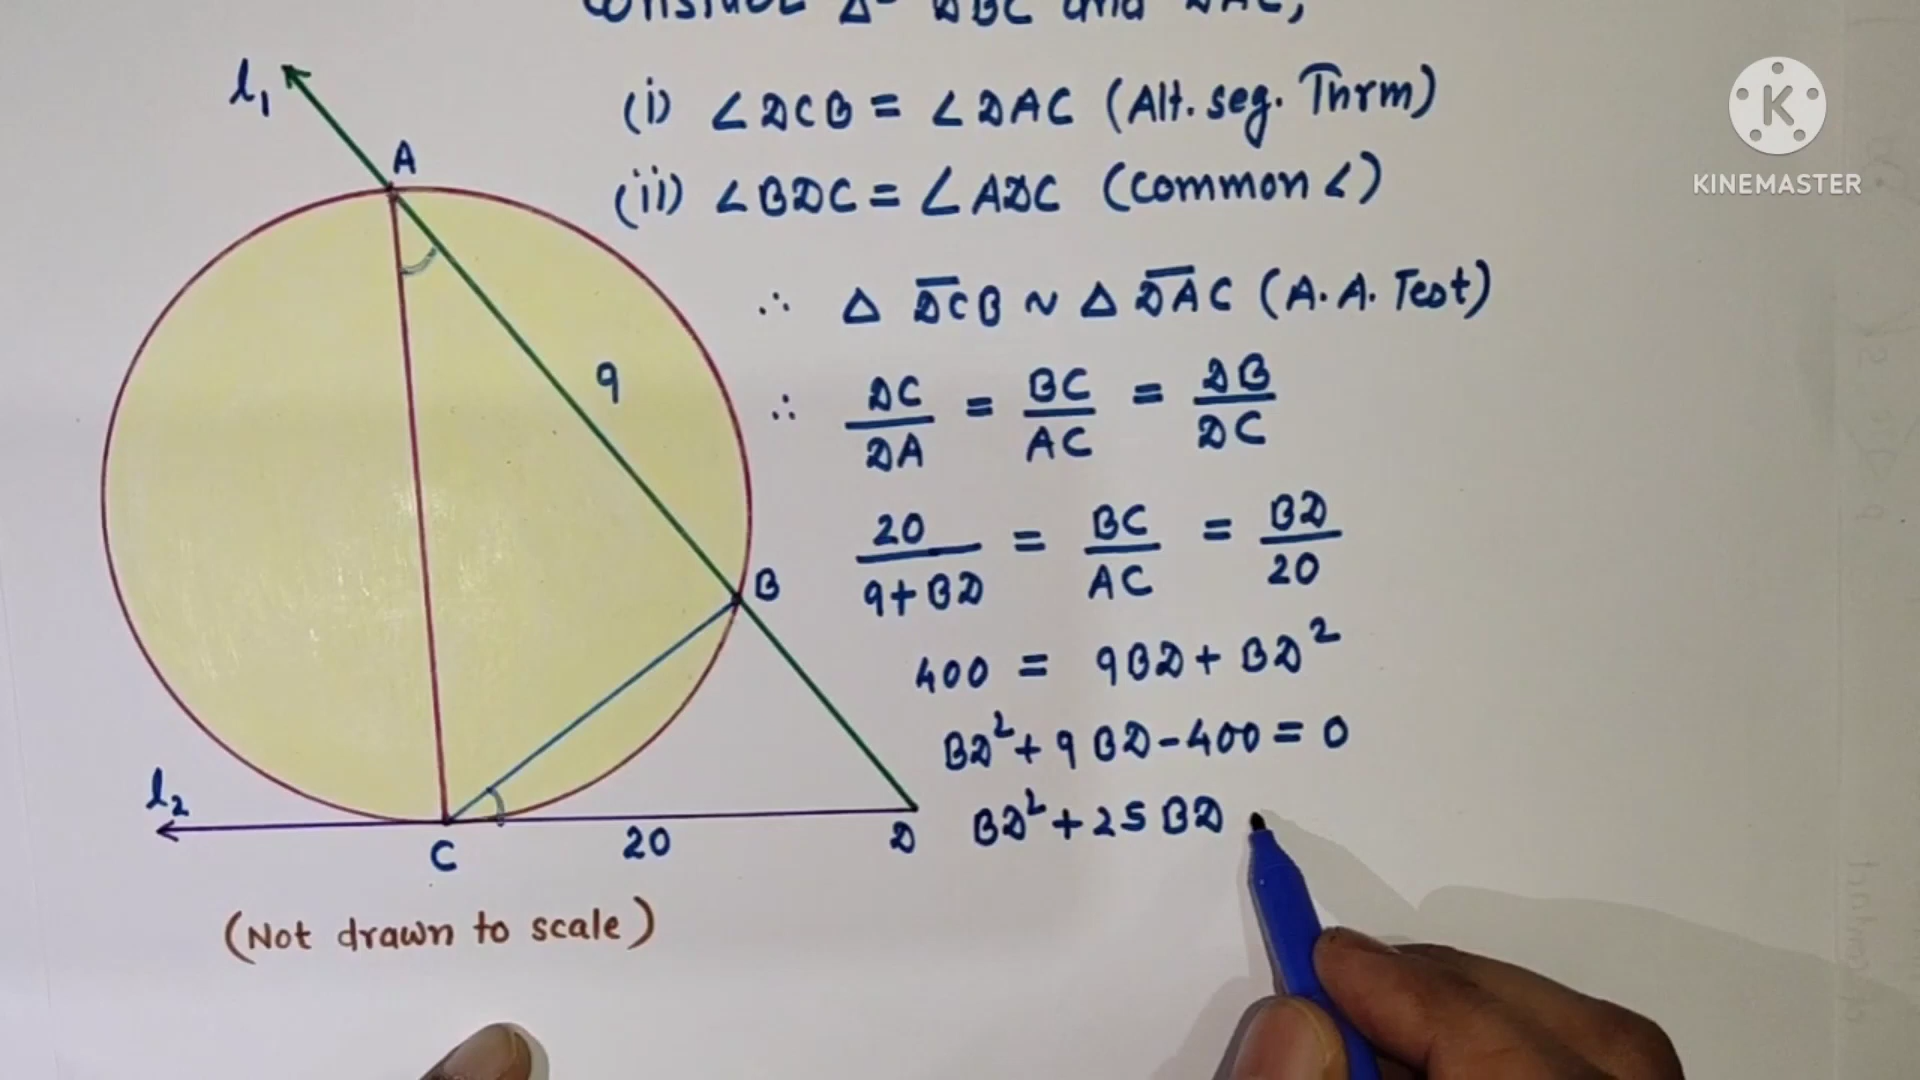 and
(i) ∠DCB = ∠DAC (Alt. seg. Thrm)
(ii) ∠BDC = ∠ADC (common ∠)
∴ Δ DCB ~ Δ DAC (A.A. Test)
∴ DC/DA = BC/AC = DB/DC
20/9+BD = BC/AC = BD/20
400 = 9BD + BD²
BD² + 9BD - 400 = 0
BD² + 25BD
l₁
A
9
B
l₂
C
20
D
(Not drawn to scale)
K
KINEMASTER